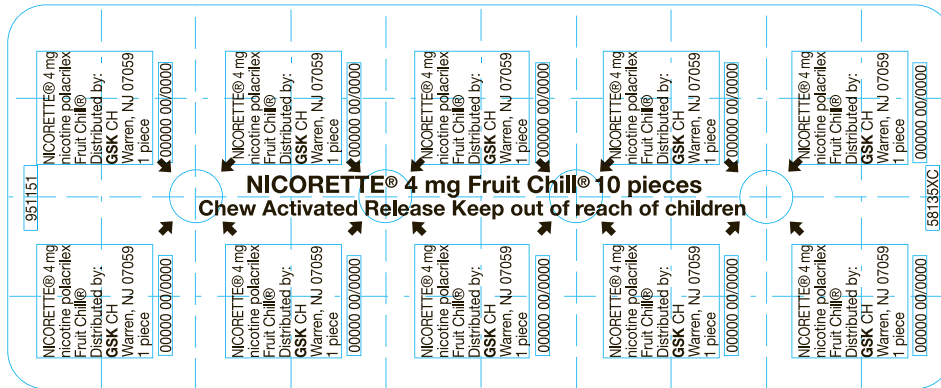 NICORETTE® 4 mg
nicotine polacrilex
Fruit Chill®
Distributed by:
GSK CH
Warren, NJ 07059
1 piece
00000 00/0000
NICORETTE® 4 mg
nicotine polacrilex
Fruit Chill®
Distributed by:
GSK CH
Warren, NJ 07059
1 piece
00000 00/0000
NICORETTE® 4 mg
nicotine polacrilex
Fruit Chill®
Distributed by:
GSK CH
Warren, NJ 07059
1 piece
00000 00/0000
NICORETTE® 4 mg
nicotine polacrilex
Fruit Chill®
Distributed by:
GSK CH
Warren, NJ 07059
1 piece
00000 00/0000
NICORETTE® 4 mg
nicotine polacrilex
Fruit Chill®
Distributed by:
GSK CH
Warren, NJ 07059
1 piece
00000 00/0000
951151
NICORETTE® 4 mg Fruit Chill® 10 pieces
Chew Activated Release Keep out of reach of children
58135XC
NICORETTE® 4 mg
nicotine polacrilex
Fruit Chill®
Distributed by:
GSK CH
Warren, NJ 07059
1 piece
00000 00/0000
NICORETTE® 4 mg
nicotine polacrilex
Fruit Chill®
Distributed by:
GSK CH
Warren, NJ 07059
1 piece
00000 00/0000
NICORETTE® 4 mg
nicotine polacrilex
Fruit Chill®
Distributed by:
GSK CH
Warren, NJ 07059
1 piece
00000 00/0000
NICORETTE® 4 mg
nicotine polacrilex
Fruit Chill®
Distributed by:
GSK CH
Warren, NJ 07059
1 piece
00000 00/0000
NICORETTE® 4 mg
nicotine polacrilex
Fruit Chill®
Distributed by:
GSK CH
Warren, NJ 07059
1 piece
00000 00/0000